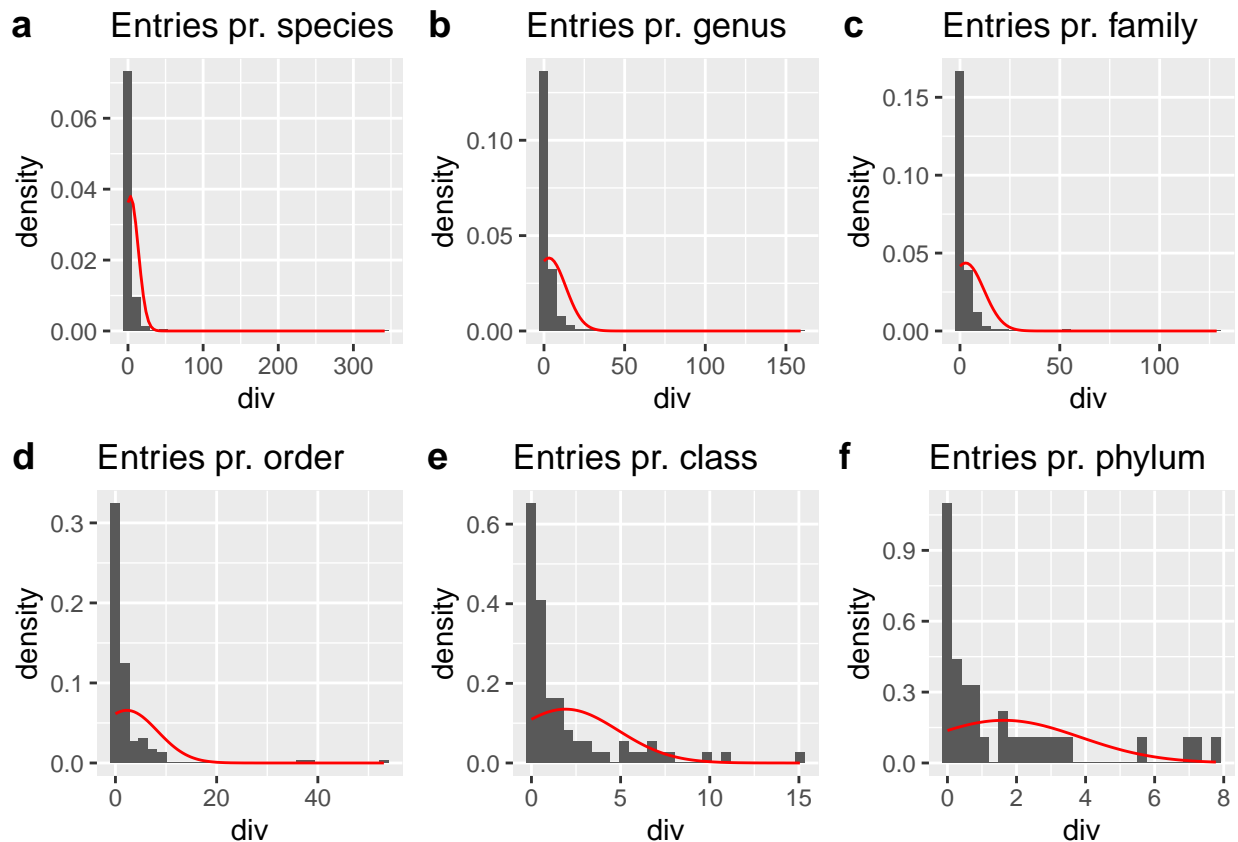 a Entries pr. species
0.06
0.04
0.02
0.00
density
0 100 200 300
div
b Entries pr. genus
0.10
0.05
0.00
density
0 50 100 150
div
c Entries pr. family
0.15
0.10
0.05
0.00
density
0 50 100
div
d Entries pr. order
0.3
0.2
0.1
0.0
density
0 20 40
div
e Entries pr. class
0.6
0.4
0.2
0.0
density
0 5 10 15
div
f Entries pr. phylum
0.9
0.6
0.3
0.0
density
0 2 4 6 8
div